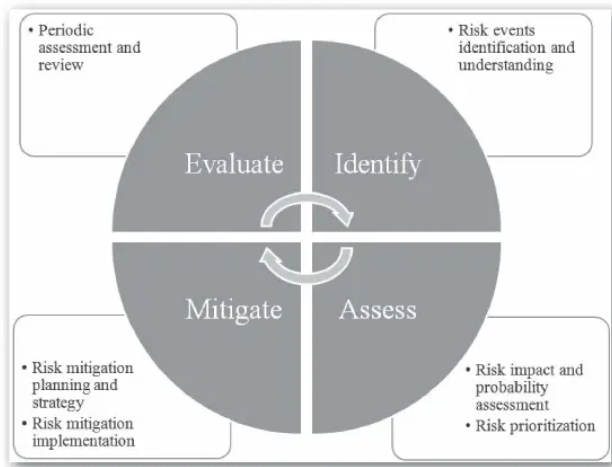 • Periodic
assessment and
review
• Risk events
identification and
understanding
Evaluate
Identify
Mitigate
Assess
• Risk mitigation
planning and
strategy
• Risk mitigation
implementation
• Risk impact and
probability
assessment
• Risk prioritization